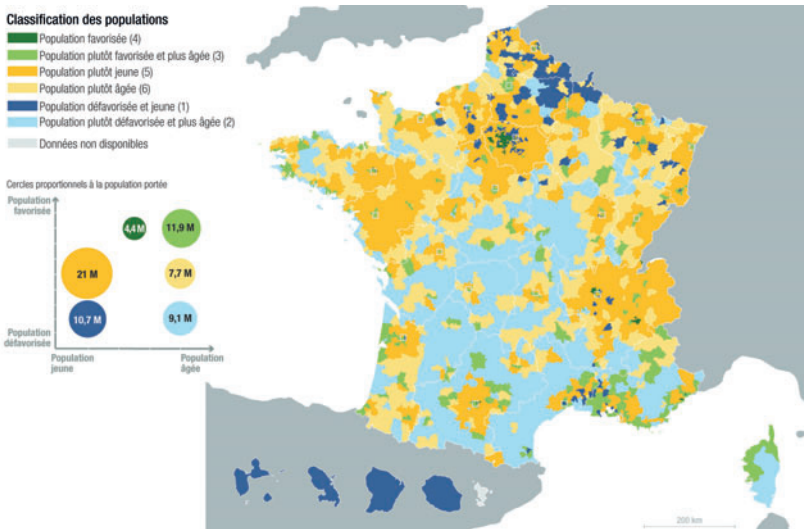 Classification des populations
Population favorisée (4)
Population plutôt favorisée et plus âgée (3)
Population plutôt jeune (5)
Population plutôt âgée (6)
Population défavorisée et jeune (1)
Population plutôt défavorisée et plus âgée (2)
Données non disponibles
Cercles proportionnels à la population portée
Population
favorisée
4,4 M
11,9 M
21 M
7,7 M
10,7 M
9,1 M
Population
défavorisée
Population
jeune
Population
âgée
200 km